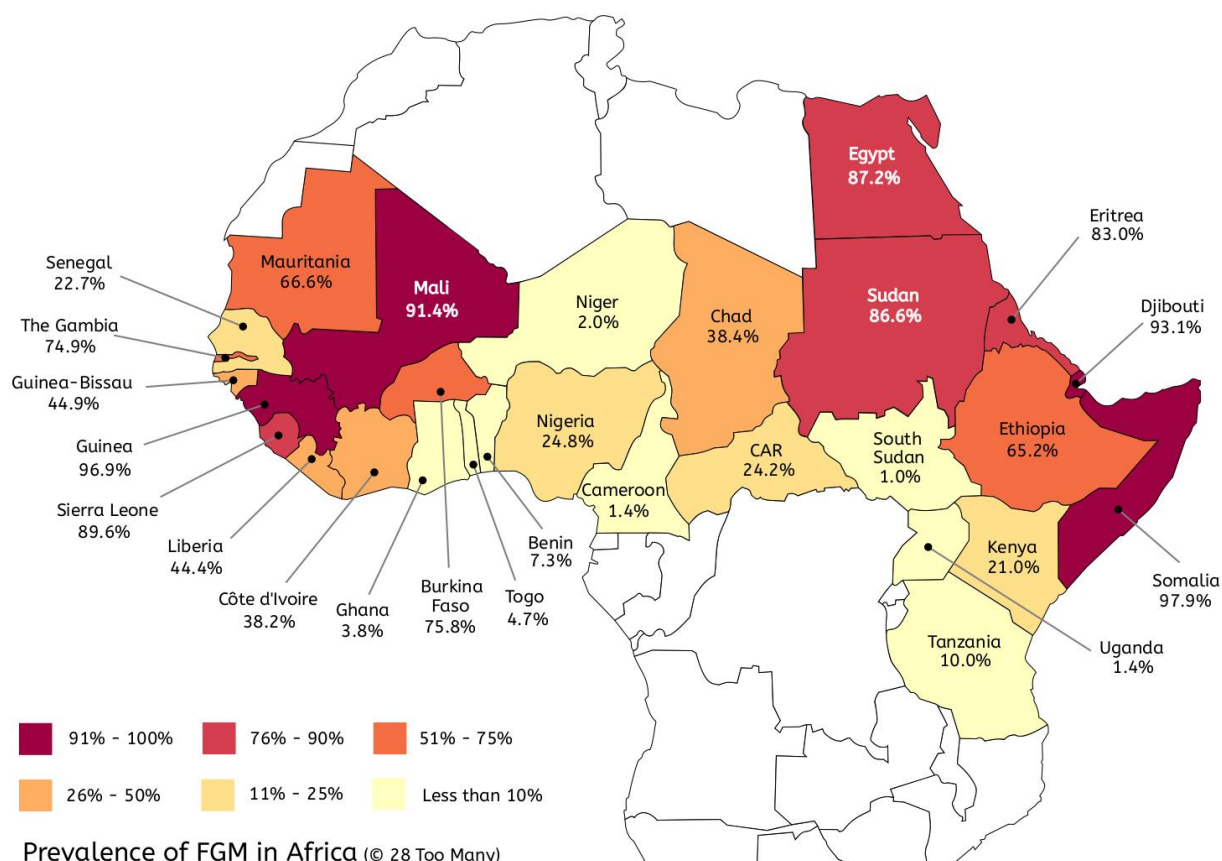 Egypt
87.2%
Eritrea
83.0%
Senegal
22.7%
Mauritania
66.6%
Mali
91.4%
Niger
2.0%
Chad
38.4%
Sudan
86.6%
Djibouti
93.1%
The Gambia
74.9%
Guinea-Bissau
44.9%
Guinea
96.9%
Sierra Leone
89.6%
Liberia
44.4%
Côte d'Ivoire
38.2%
Ghana
3.8%
Burkina
Faso
75.8%
Togo
4.7%
Benin
7.3%
Nigeria
24.8%
Cameroon
1.4%
CAR
24.2%
South
Sudan
1.0%
Ethiopia
65.2%
Kenya
21.0%
Somalia
97.9%
Uganda
1.4%
Tanzania
10.0%
91% - 100%
76% - 90%
51% - 75%
26% - 50%
11% - 25%
Less than 10%
Prevalence of FGM in Africa (© 28 Too Many)